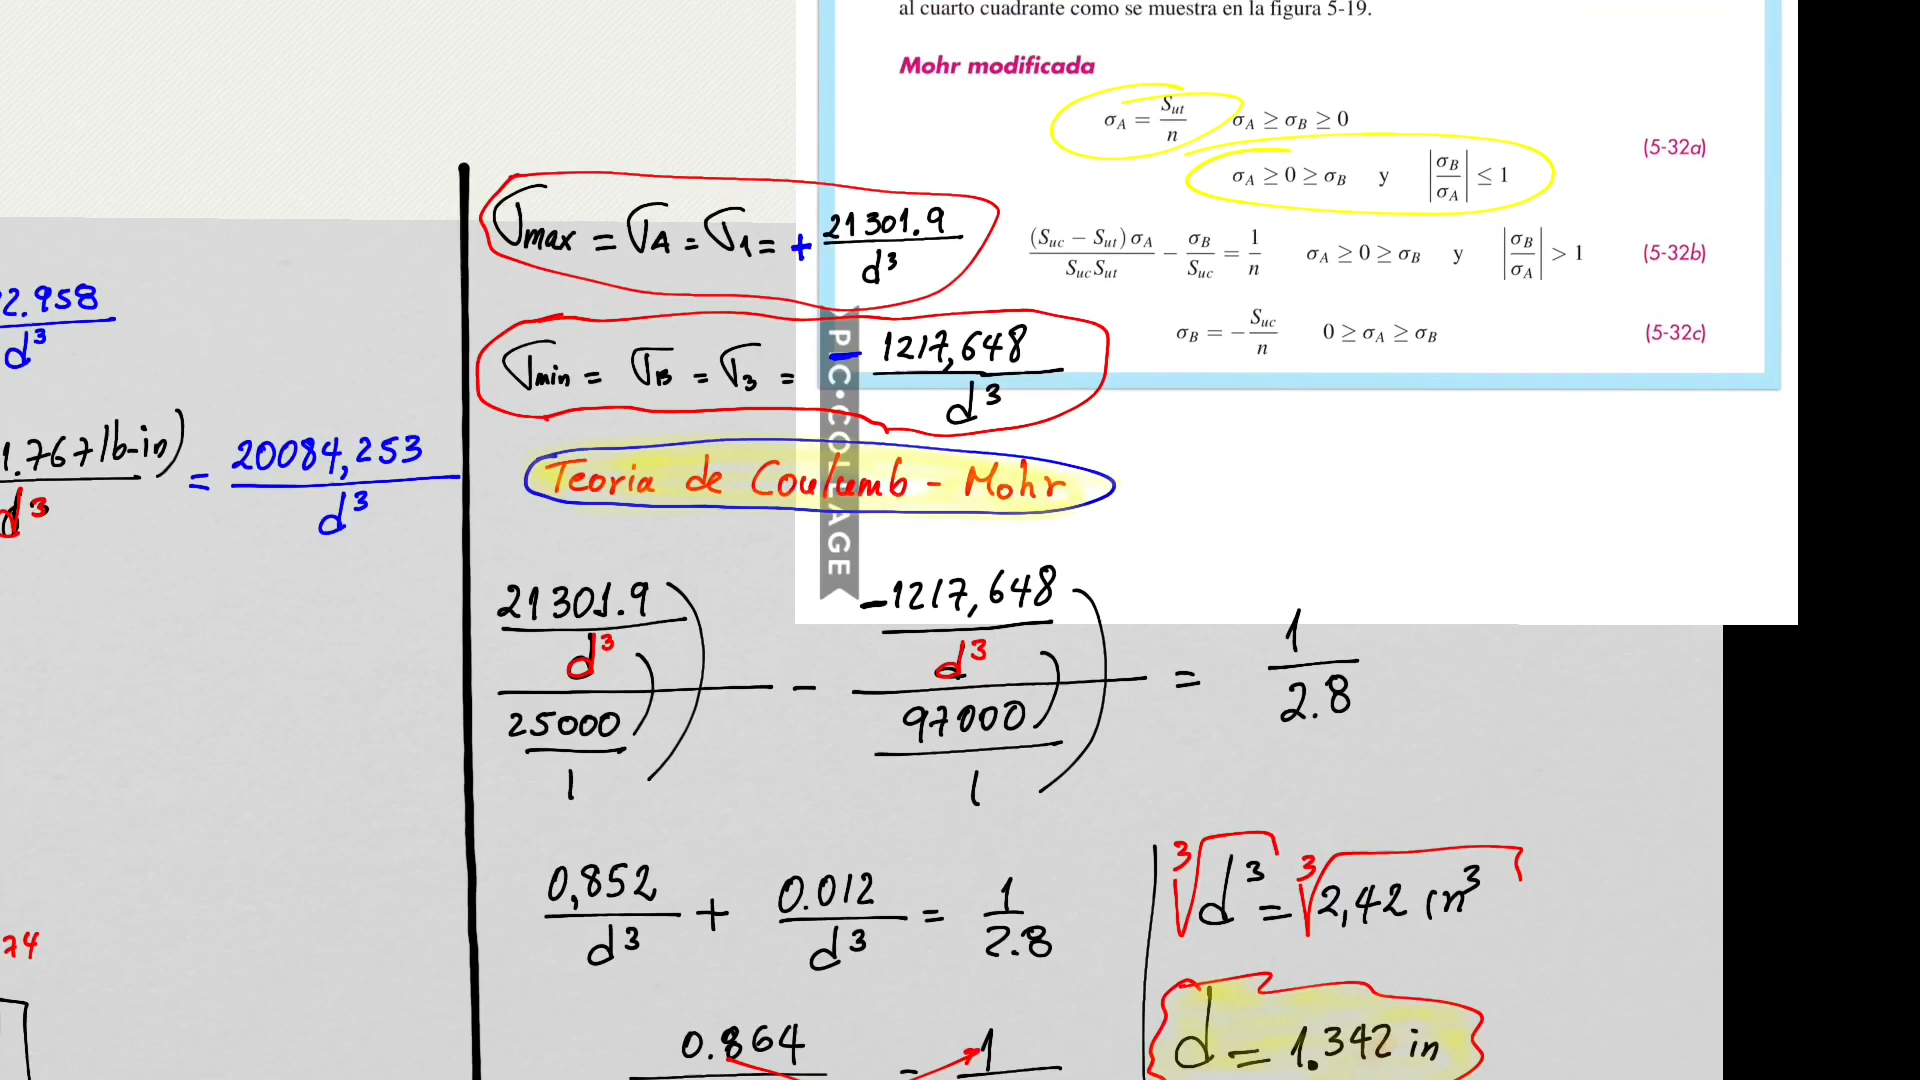 al cuarto cuadrante como se muestra en la figura 5-19.
Mohr modificada
σA = Sut/n σA ≥ σB ≥ 0
σA ≥ 0 ≥ σB y |σB/σA| ≤ 1
(5-32a)
(Suc − Sut) σA / Suc Sut − σB/Suc = 1/n σA ≥ 0 ≥ σB y |σB/σA| > 1 (5-32b)
σB = − Suc/n 0 ≥ σA ≥ σB (5-32c)
2.958/d³
1.767 lb-in) / d³ = 20084,253 / d³
74
σmax = σA = σ1 = + 21301.9 / d³
σmin = σB = σ3 = − 1217,648 / d³
PC·COLLAGE
Teoria de Coulumb - Mohr
21301.9 / d³ / 25000 / 1 − −1217,648 / d³ / 97000 / 1 = 1 / 2.8
0,852 / d³ + 0.012 / d³ = 1 / 2.8
0.864 = 1
³√d³ = ³√2,42 in³
d = 1.342 in